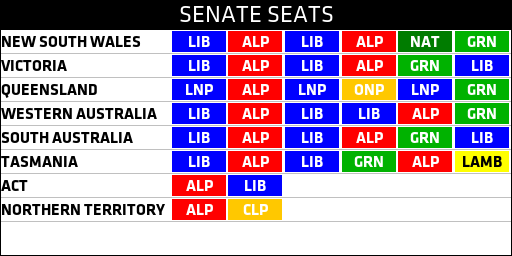 SENATE SEATS
NEW SOUTH WALES LIB ALP LIB ALP NAT GRN
VICTORIA LIB ALP LIB ALP GRN LIB
QUEENSLAND LNP ALP LNP ONP LNP GRN
WESTERN AUSTRALIA LIB ALP LIB LIB ALP GRN
SOUTH AUSTRALIA LIB ALP LIB ALP GRN LIB
TASMANIA LIB ALP LIB GRN ALP LAMB
ACT ALP LIB
NORTHERN TERRITORY ALP CLP